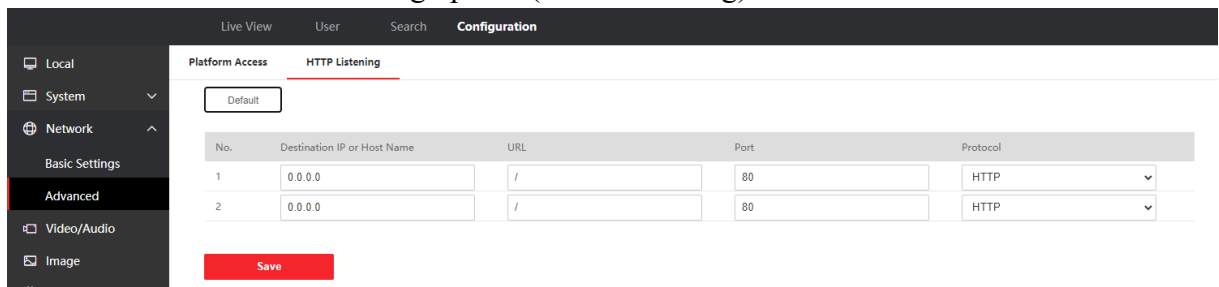 Live View User Search Configuration
Local
System
Network
Basic Settings
Advanced
Video/Audio
Image
Platform Access HTTP Listening
Default
No. Destination IP or Host Name URL Port Protocol
1 0.0.0.0 / 80 HTTP
2 0.0.0.0 / 80 HTTP
Save